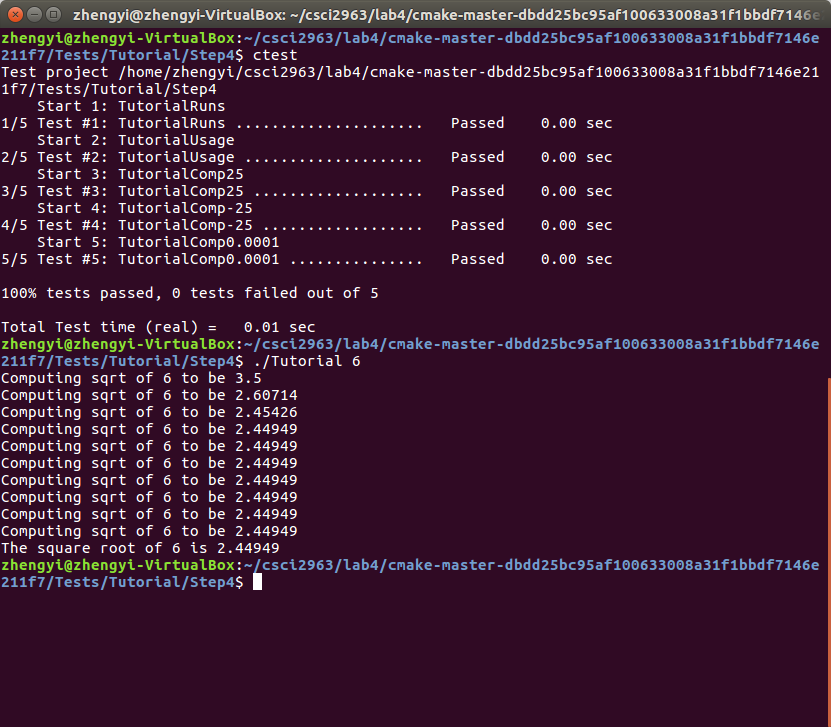 zhengyi@zhengyi-VirtualBox: ~/csci2963/lab4/cmake-master-dbdd25bc95af100633008a31f1bbdf7146e
zhengyi@zhengyi-VirtualBox:~/csci2963/lab4/cmake-master-dbdd25bc95af100633008a31f1bbdf7146e
211f7/Tests/Tutorial/Step4$ ctest
Test project /home/zhengyi/csci2963/lab4/cmake-master-dbdd25bc95af100633008a31f1bbdf7146e21
1f7/Tests/Tutorial/Step4
    Start 1: TutorialRuns
1/5 Test #1: TutorialRuns .....................   Passed    0.00 sec
    Start 2: TutorialUsage
2/5 Test #2: TutorialUsage ....................   Passed    0.00 sec
    Start 3: TutorialComp25
3/5 Test #3: TutorialComp25 ...................   Passed    0.00 sec
    Start 4: TutorialComp-25
4/5 Test #4: TutorialComp-25 ..................   Passed    0.00 sec
    Start 5: TutorialComp0.0001
5/5 Test #5: TutorialComp0.0001 ...............   Passed    0.00 sec
100% tests passed, 0 tests failed out of 5
Total Test time (real) =   0.01 sec
zhengyi@zhengyi-VirtualBox:~/csci2963/lab4/cmake-master-dbdd25bc95af100633008a31f1bbdf7146e
211f7/Tests/Tutorial/Step4$ ./Tutorial 6
Computing sqrt of 6 to be 3.5
Computing sqrt of 6 to be 2.60714
Computing sqrt of 6 to be 2.45426
Computing sqrt of 6 to be 2.44949
Computing sqrt of 6 to be 2.44949
Computing sqrt of 6 to be 2.44949
Computing sqrt of 6 to be 2.44949
Computing sqrt of 6 to be 2.44949
Computing sqrt of 6 to be 2.44949
Computing sqrt of 6 to be 2.44949
The square root of 6 is 2.44949
zhengyi@zhengyi-VirtualBox:~/csci2963/lab4/cmake-master-dbdd25bc95af100633008a31f1bbdf7146e
211f7/Tests/Tutorial/Step4$